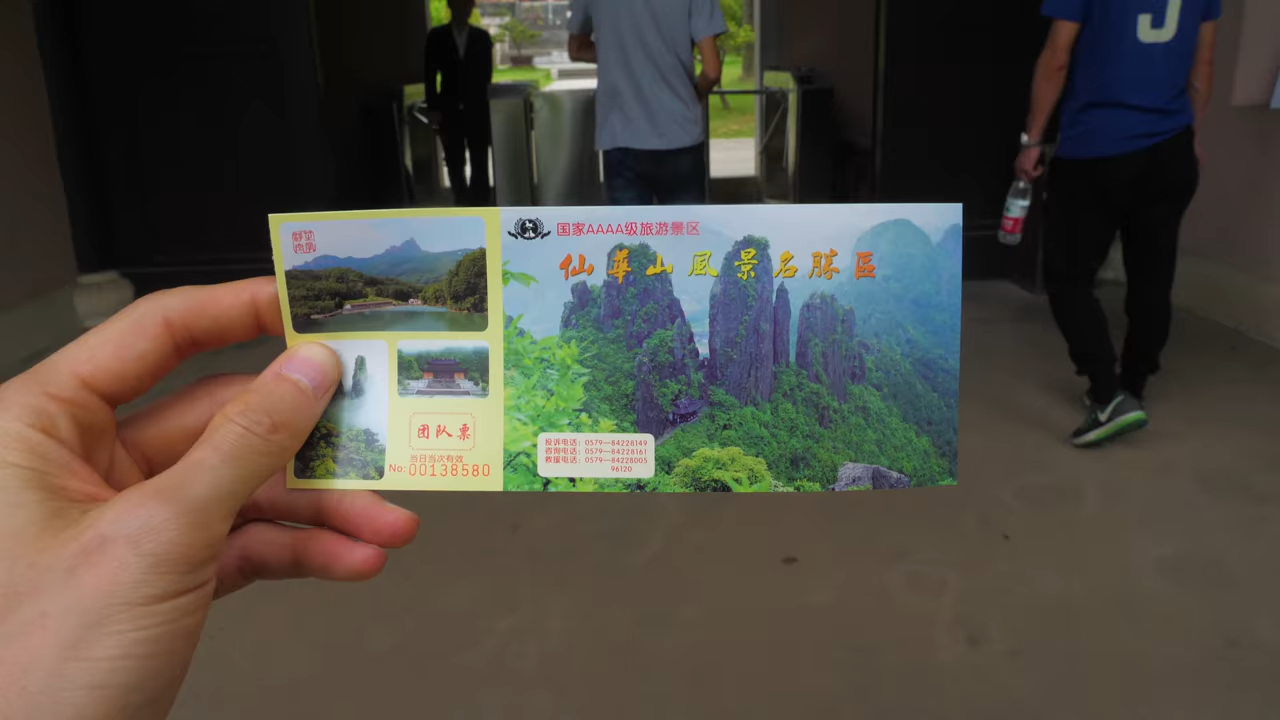 团队票
当日当次有效
No: 00138580
国家AAAA级旅游景区
仙華山風景名勝區
投诉电话：0579—84228149
咨询电话：0579—84228161
救援电话：0579—84228005
96120
J